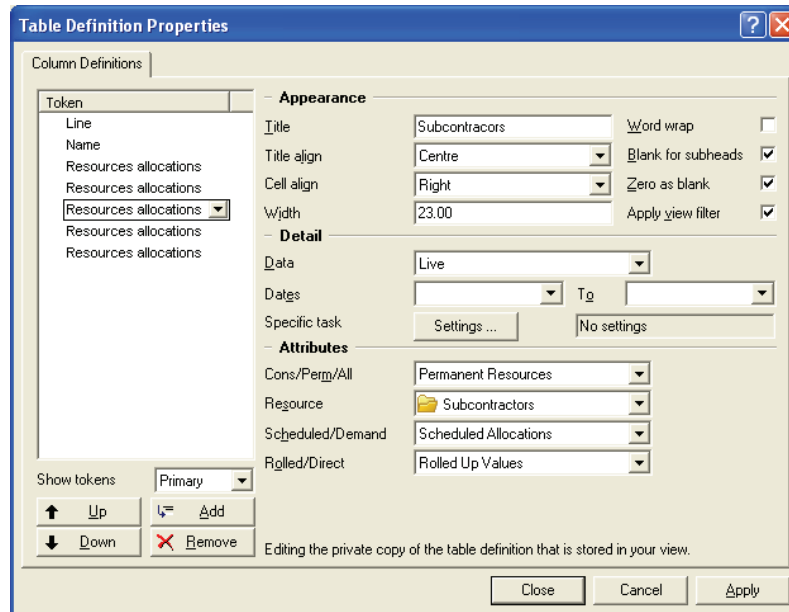 Table Definition Properties
Column Definitions
Token
Line
Name
Resources allocations
Resources allocations
Resources allocations
Resources allocations
Resources allocations
Show tokens Primary
Up Add
Down Remove
Appearance
Title Subcontracors Word wrap
Title align Centre Blank for subheads
Cell align Right Zero as blank
Width 23.00 Apply view filter
Detail
Data Live
Dates To
Specific task Settings ... No settings
Attributes
Cons/Perm/All Permanent Resources
Resource Subcontractors
Scheduled/Demand Scheduled Allocations
Rolled/Direct Rolled Up Values
Editing the private copy of the table definition that is stored in your view.
Close Cancel Apply